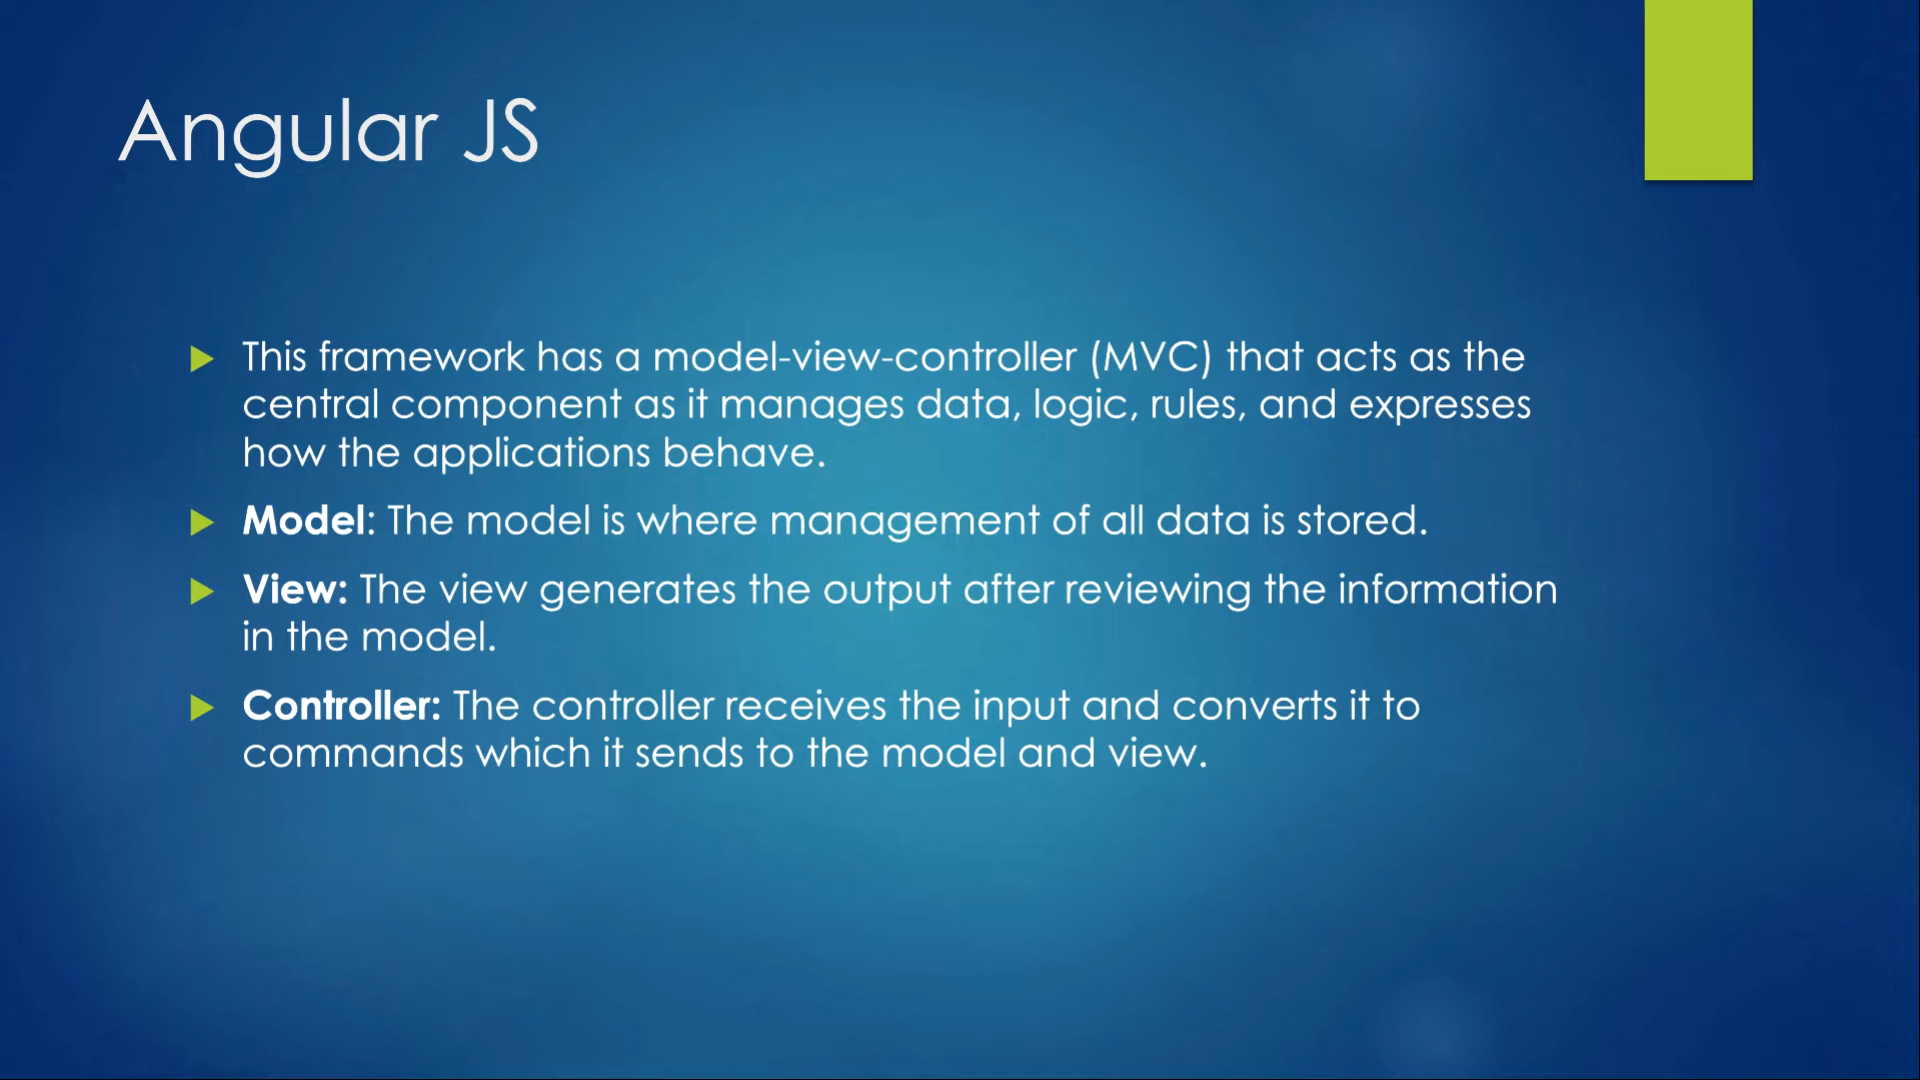 Angular JS
This framework has a model-view-controller (MVC) that acts as the
central component as it manages data, logic, rules, and expresses
how the applications behave.
Model: The model is where management of all data is stored.
View: The view generates the output after reviewing the information
in the model.
Controller: The controller receives the input and converts it to
commands which it sends to the model and view.